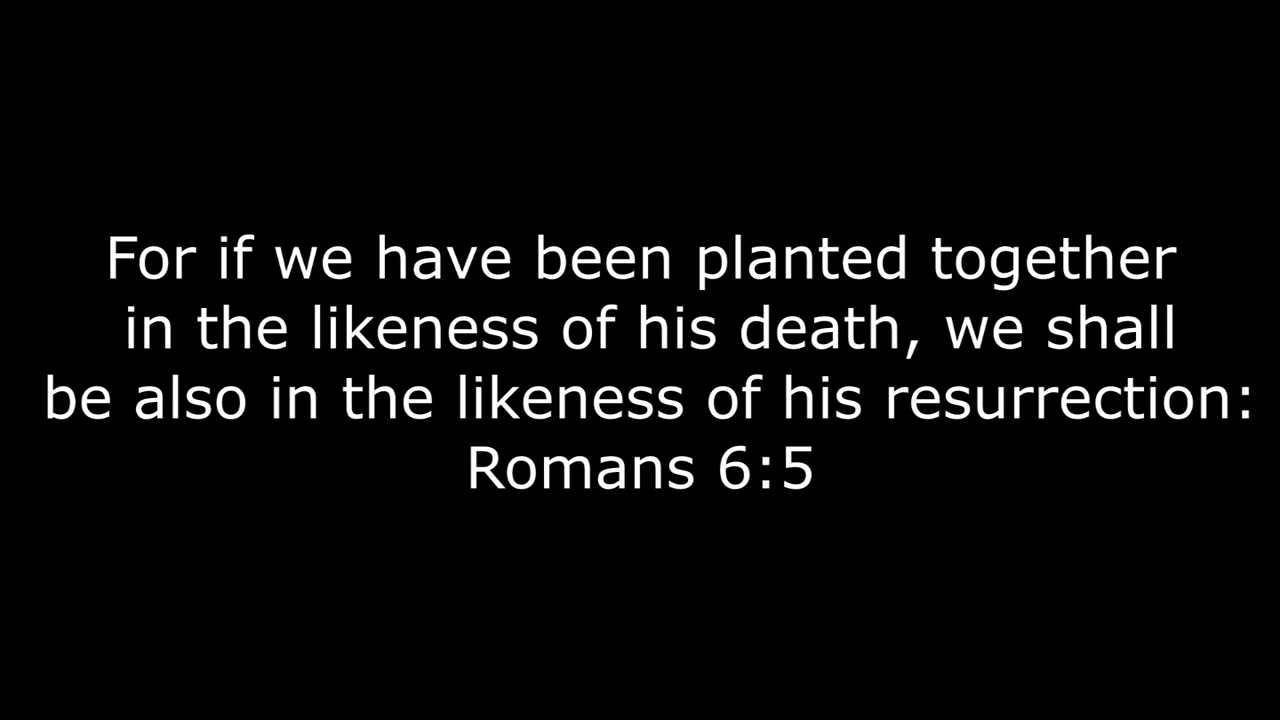 For if we have been planted together
in the likeness of his death, we shall
be also in the likeness of his resurrection:
Romans 6:5